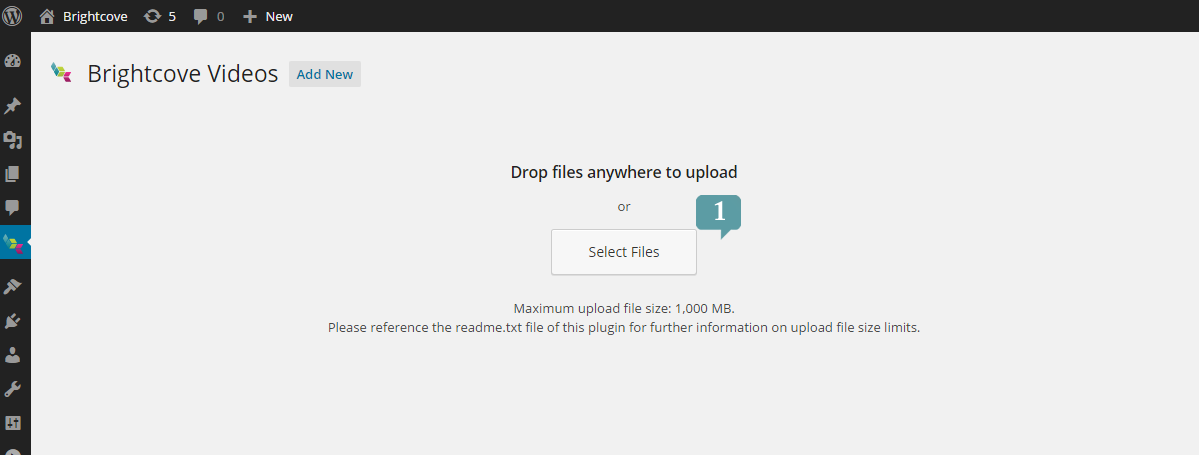 Brightcove 5 0 New
Brightcove Videos Add New
Drop files anywhere to upload
or
1
Select Files
Maximum upload file size: 1,000 MB.
Please reference the readme.txt file of this plugin for further information on upload file size limits.